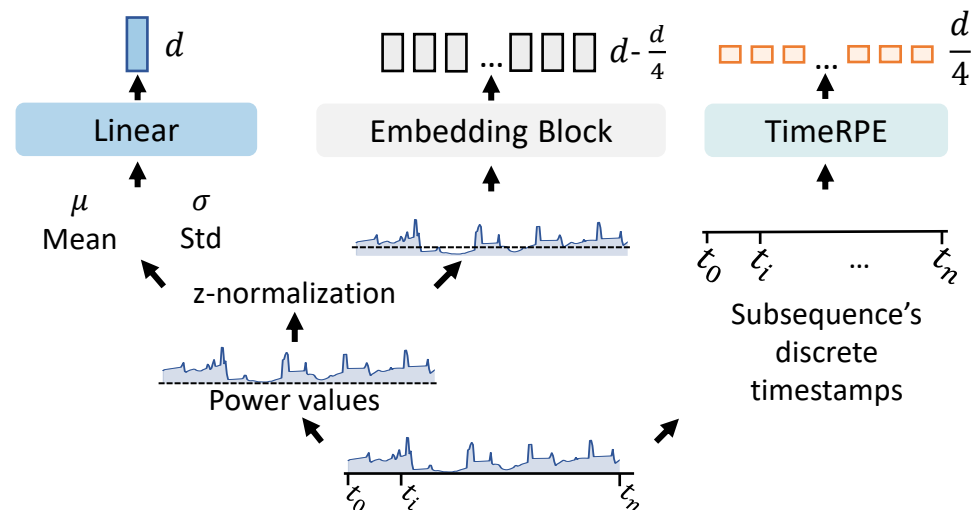 d
d - d/4
d/4
Linear
Embedding Block
TimeRPE
μ
Mean
σ
Std
t₀ tᵢ ... tₙ
z-normalization
Subsequence's
discrete
timestamps
Power values
t₀ tᵢ tₙ
...
...